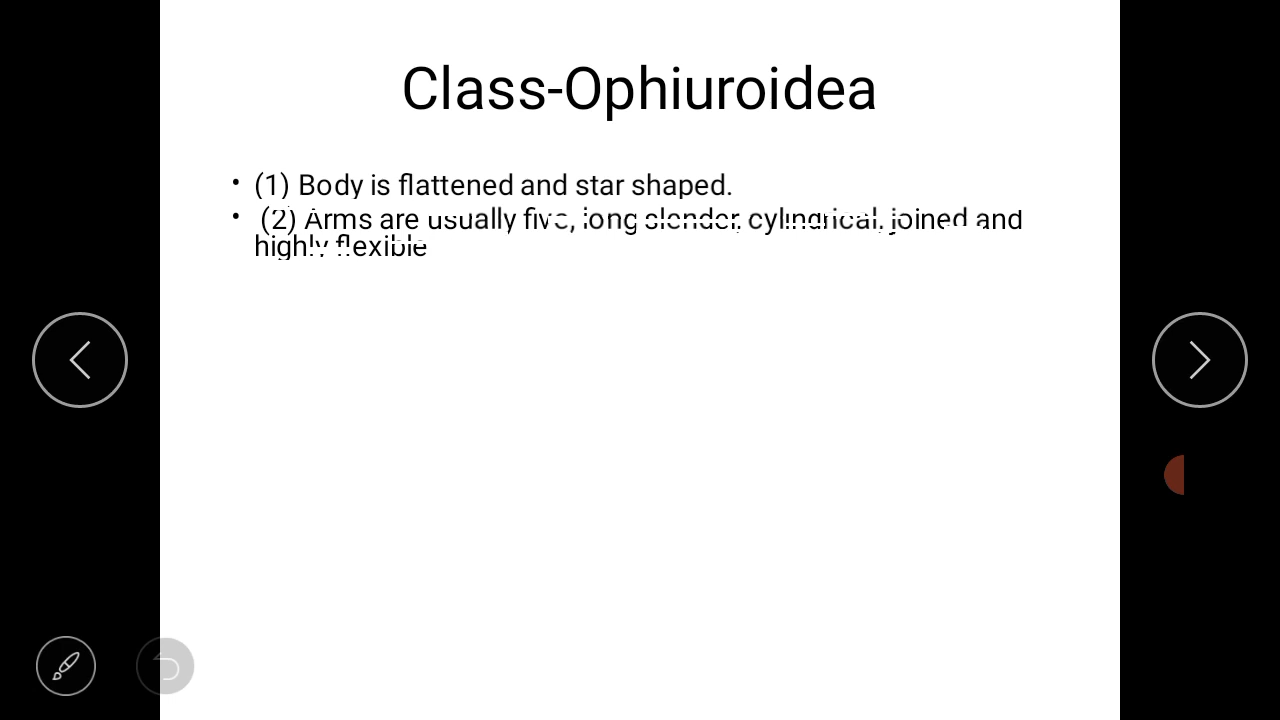 Class-Ophiuroidea
• (1) Body is flattened and star shaped.
• (2) Arms are usually five, long slender, cylindrical, joined and
highly flexible